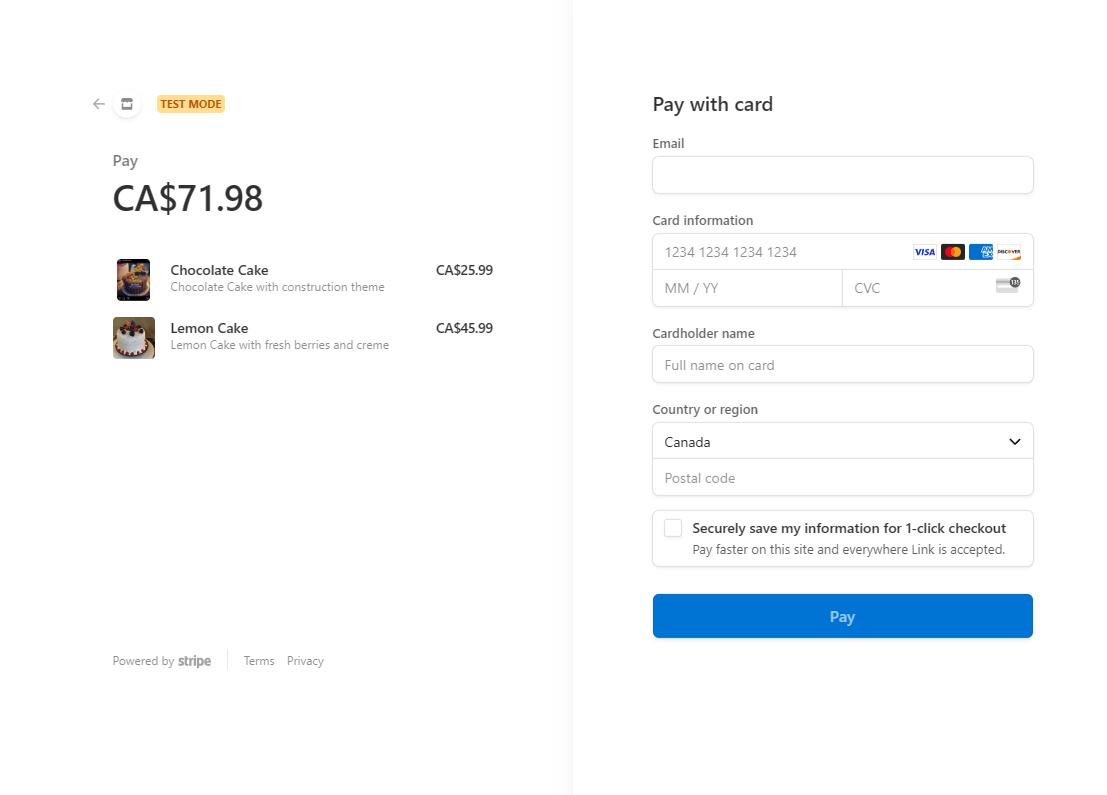 TEST MODE
Pay
CA$71.98
Chocolate Cake CA$25.99
Chocolate Cake with construction theme
Lemon Cake CA$45.99
Lemon Cake with fresh berries and creme
Powered by stripe Terms Privacy
Pay with card
Email
Card information
1234 1234 1234 1234 VISA AMEX DISCOVER
MM / YY CVC 135
Cardholder name
Full name on card
Country or region
Canada
Postal code
Securely save my information for 1-click checkout
Pay faster on this site and everywhere Link is accepted.
Pay